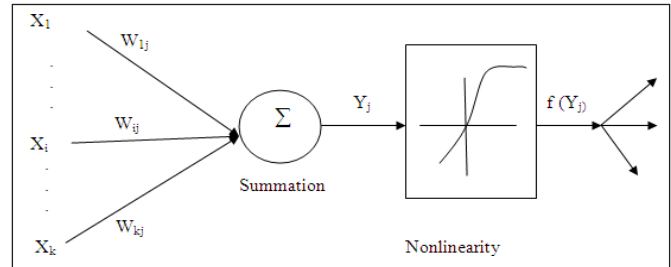 X1
W1j
Σ
Yj
f (Yj)
Xi
Wij
Summation
Xk
Wkj
Nonlinearity